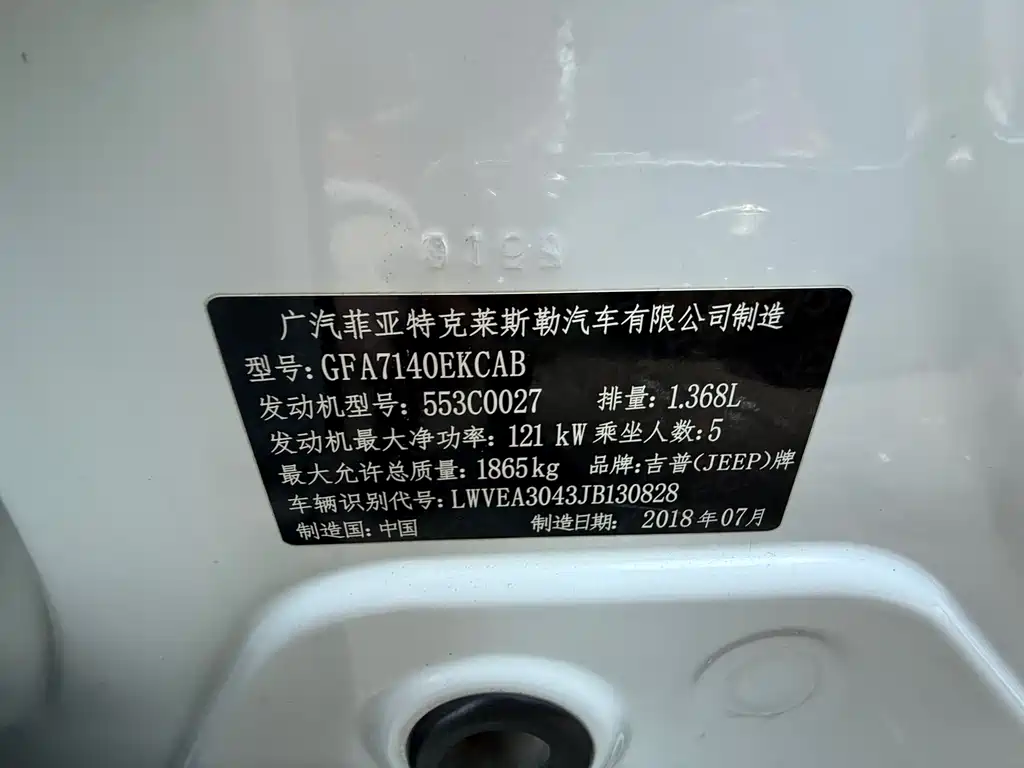 广汽菲亚特克莱斯勒汽车有限公司制造
型号: GFA7140EKCAB
发动机型号: 553C0027 排量: 1.368L
发动机最大净功率: 121 kW 乘坐人数: 5
最大允许总质量: 1865kg 品牌: 吉普(JEEP)牌
车辆识别代号: LWVEA3043JB130828
制造国: 中国 制造日期: 2018年07月